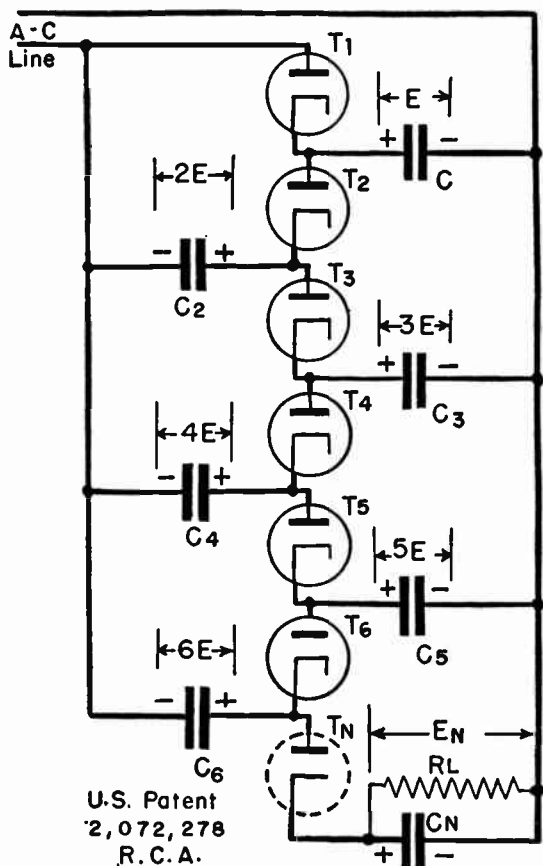 A-C
Line
T1
E
+ -
C
T2
2E
- +
C2
T3
3E
+ -
C3
T4
4E
- +
C4
T5
5E
+ -
C5
T6
6E
- +
C6
TN
EN
RL
CN
+ -
U.S. Patent
2,072,278
R.C.A.